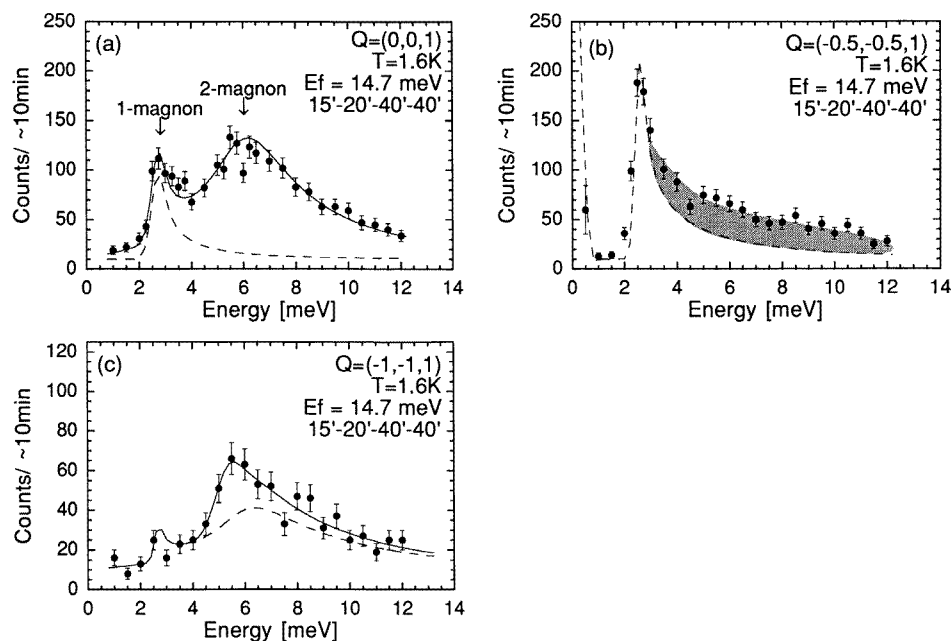 (a)
Q=(0,0,1)
T=1.6K
Ef = 14.7 meV
15'-20'-40'-40'
1-magnon
2-magnon
250
200
150
100
50
0
Counts/ ~10min
0 2 4 6 8 10 12 14
Energy [meV]
(b)
Q=(-0.5,-0.5,1)
T=1.6K
Ef = 14.7 meV
15'-20'-40'-40'
250
200
150
100
50
0
Counts/ ~10min
0 2 4 6 8 10 12 14
Energy [meV]
(c)
Q=(-1,-1,1)
T=1.6K
Ef = 14.7 meV
15'-20'-40'-40'
120
100
80
60
40
20
0
Counts/ ~10min
0 2 4 6 8 10 12 14
Energy [meV]